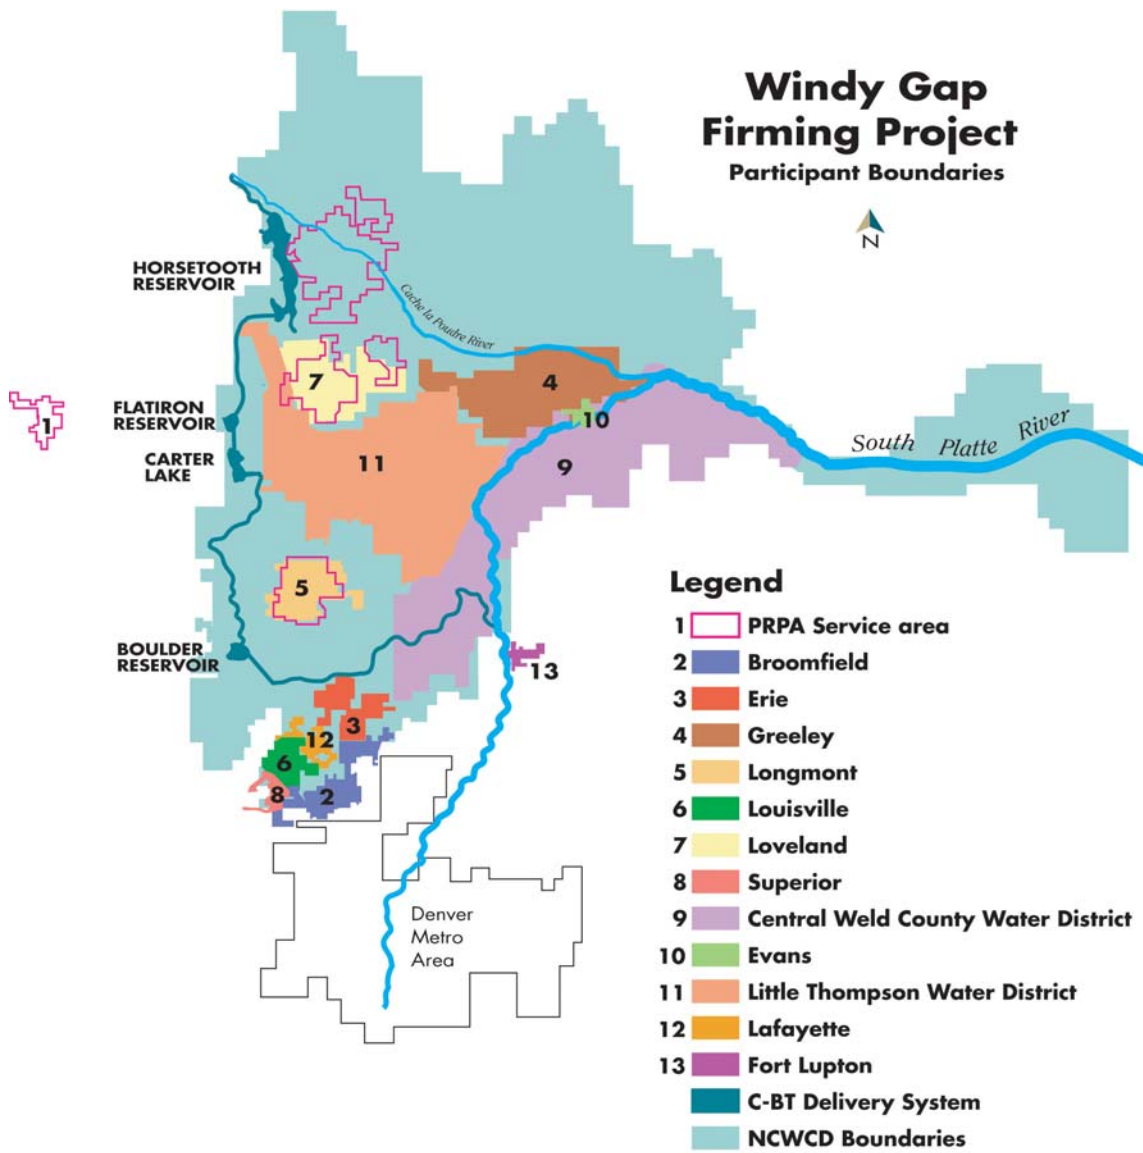 Windy Gap
Firming Project
Participant Boundaries
N
HORSETOOTH
RESERVOIR
Cache la Poudre River
7
4
1
FLATIRON
RESERVOIR
10
CARTER
LAKE
11
9
South Platte River
5
BOULDER
RESERVOIR
13
3
12
6
8
2
Denver
Metro
Area
Legend
1 PRPA Service area
2 Broomfield
3 Erie
4 Greeley
5 Longmont
6 Louisville
7 Loveland
8 Superior
9 Central Weld County Water District
10 Evans
11 Little Thompson Water District
12 Lafayette
13 Fort Lupton
C-BT Delivery System
NCWCD Boundaries